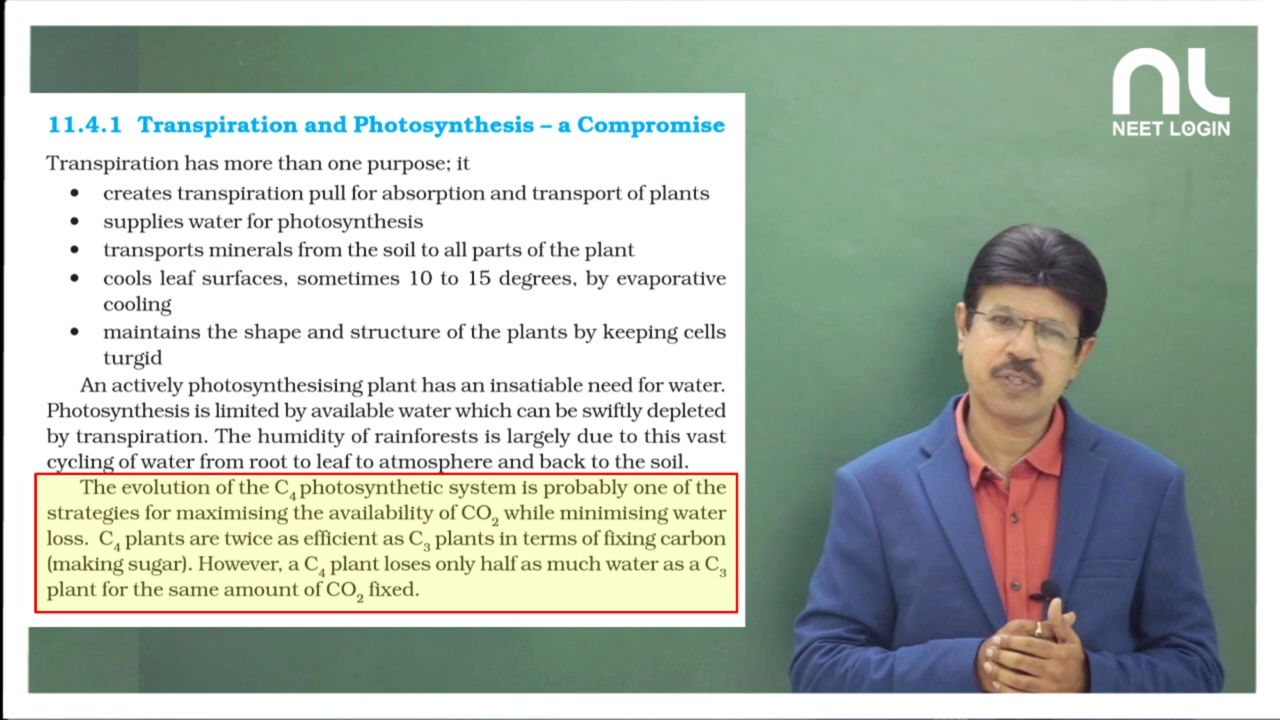 nL
NEET LOGIN
11.4.1 Transpiration and Photosynthesis – a Compromise
Transpiration has more than one purpose; it
• creates transpiration pull for absorption and transport of plants
• supplies water for photosynthesis
• transports minerals from the soil to all parts of the plant
• cools leaf surfaces, sometimes 10 to 15 degrees, by evaporative
cooling
• maintains the shape and structure of the plants by keeping cells
turgid
An actively photosynthesising plant has an insatiable need for water.
Photosynthesis is limited by available water which can be swiftly depleted
by transpiration. The humidity of rainforests is largely due to this vast
cycling of water from root to leaf to atmosphere and back to the soil.
The evolution of the C₄ photosynthetic system is probably one of the
strategies for maximising the availability of CO₂ while minimising water
loss. C₄ plants are twice as efficient as C₃ plants in terms of fixing carbon
(making sugar). However, a C₄ plant loses only half as much water as a C₃
plant for the same amount of CO₂ fixed.